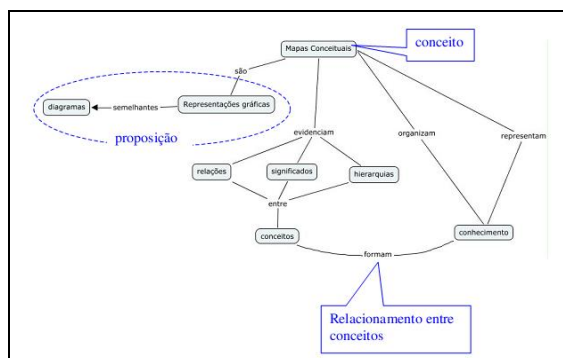 Mapas Conceituais
conceito
são
diagramas
semelhantes
Representações gráficas
proposição
evidenciam
organizam
representam
relações
significados
hierarquias
entre
conceitos
conhecimento
formam
Relacionamento entre
conceitos